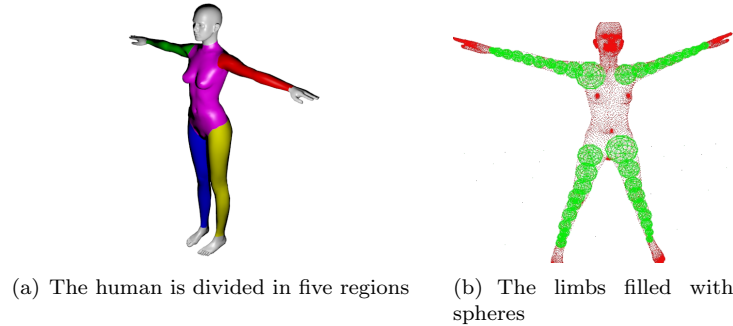 (a) The human is divided in five regions
(b) The limbs filled with
spheres